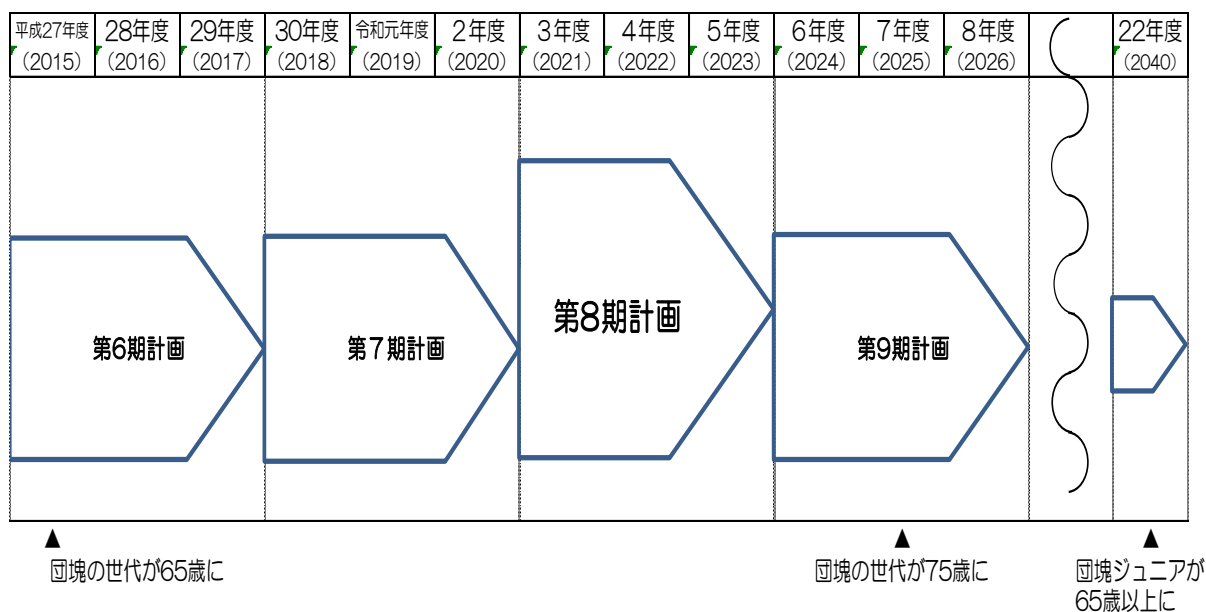 平成27年度 28年度 29年度 30年度 令和元年度 2年度 3年度 4年度 5年度 6年度 7年度 8年度 22年度
（2015） （2016） （2017） （2018） （2019） （2020） （2021） （2022） （2023） （2024） （2025） （2026） （2040）
第8期計画
第6期計画 第7期計画 第9期計画
団塊の世代が65歳に 団塊の世代が75歳に 団塊ジュニアが
65歳以上に